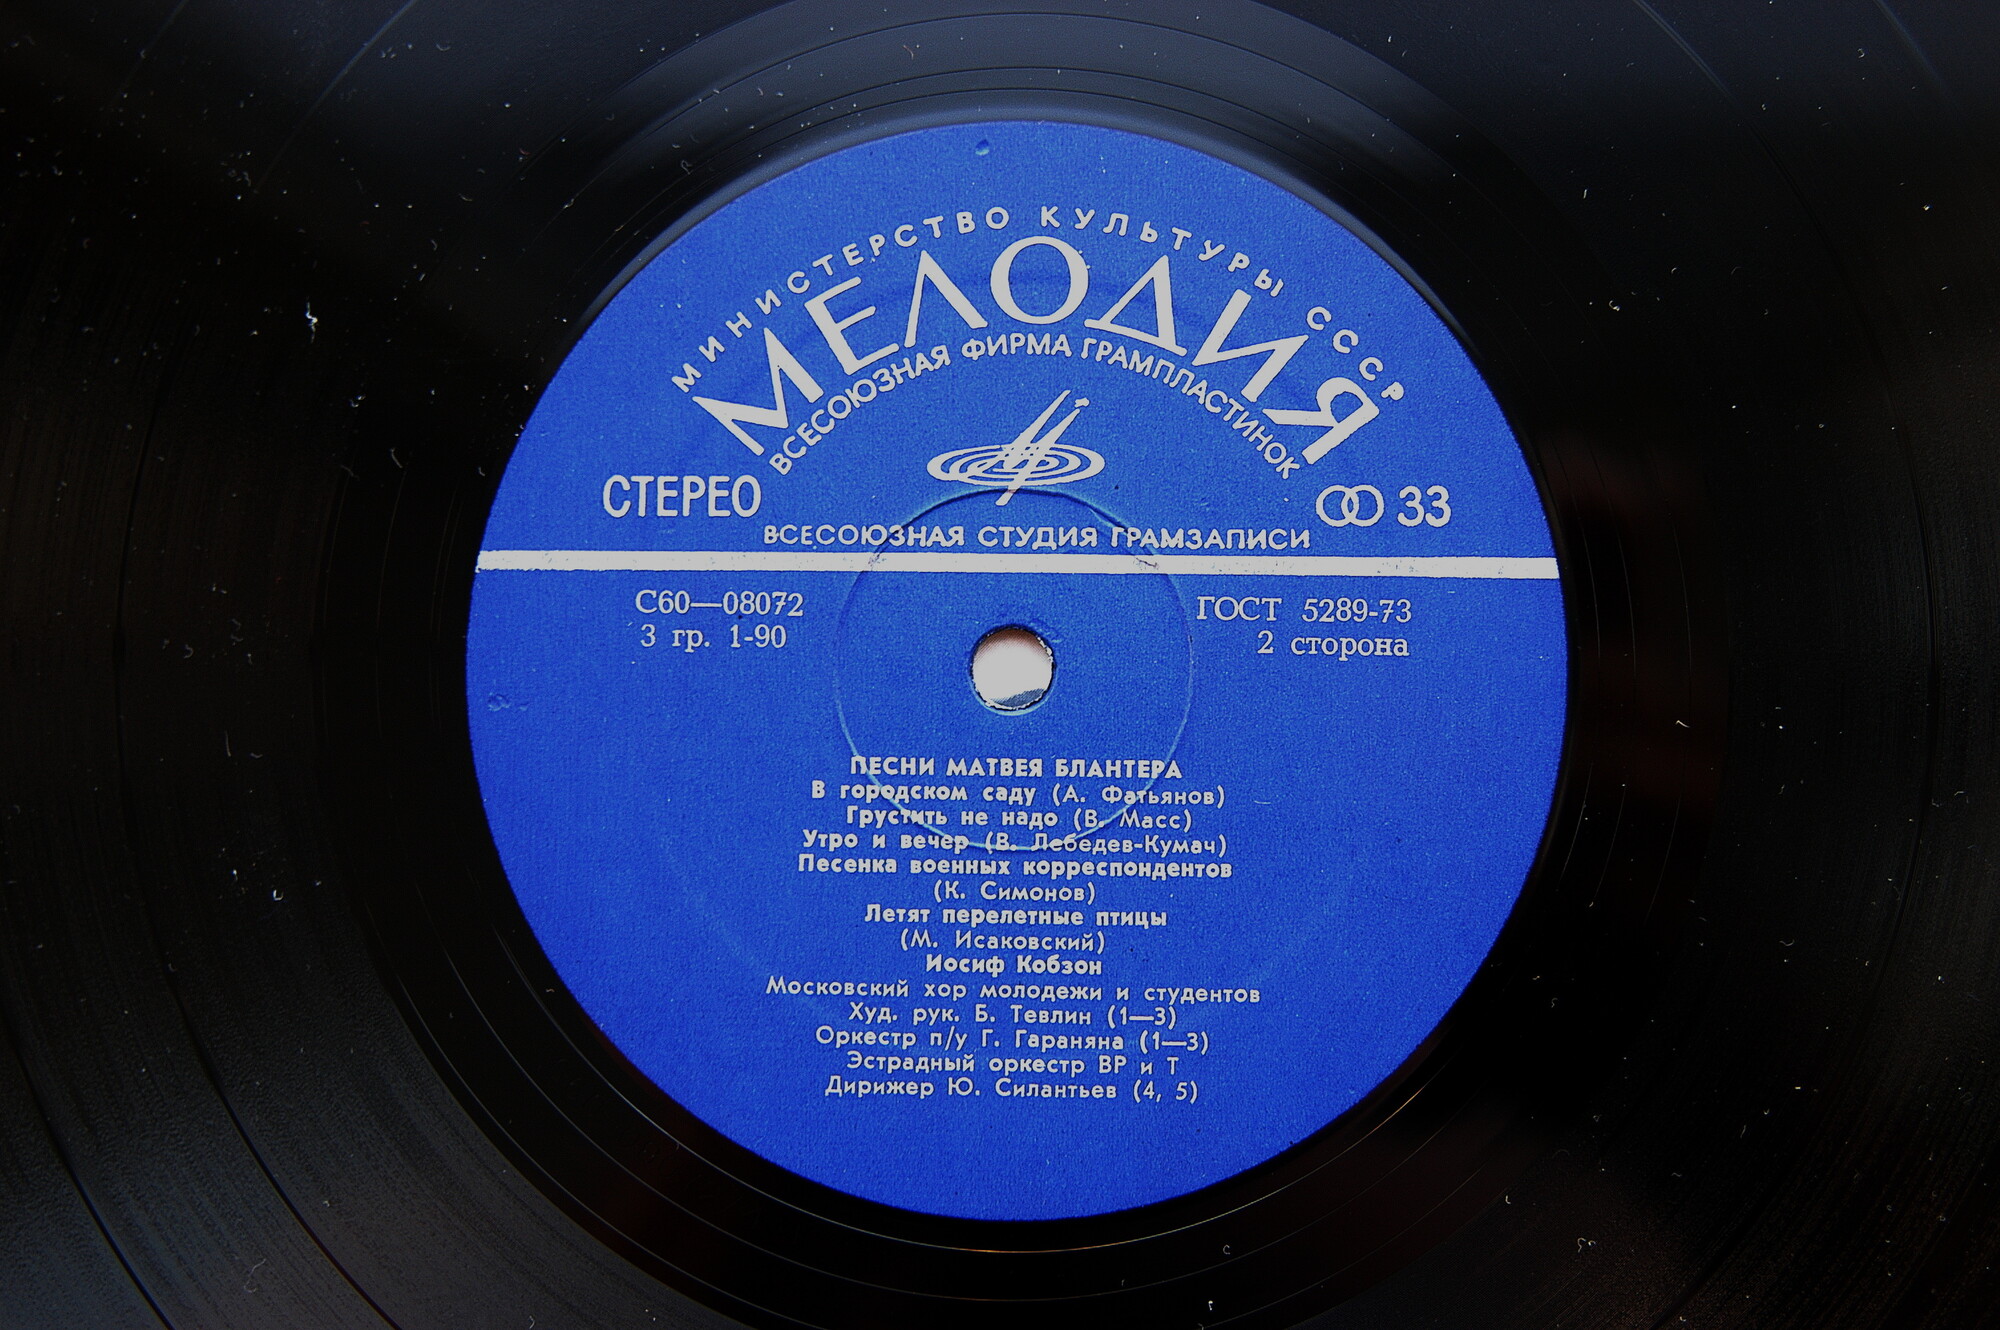 МИНИСТЕРСТВО КУЛЬТУРЫ СССР
МЕЛОДИЯ
ВСЕСОЮЗНАЯ ФИРМА ГРАМПЛАСТИНОК
СТЕРЕО
33
ВСЕСОЮЗНАЯ СТУДИЯ ГРАМЗАПИСИ
С60—08072
ГОСТ 5289-73
3 гр. 1-90
2 сторона
ПЕСНИ МАТВЕЯ БЛАНТЕРА
В городском саду (А. Фатьянов)
Грустить не надо (В. Масс)
Утро и вечер (В. Лебедев-Кумач)
Песенка военных корреспондентов
(К. Симонов)
Летят перелетные птицы
(М. Исаковский)
Иосиф Кобзон
Московский хор молодежи и студентов
Худ. рук. Б. Тевлин (1—3)
Оркестр п/у Г. Гараняна (1—3)
Эстрадный оркестр ВР и Т
Дирижер Ю. Силантьев (4, 5)